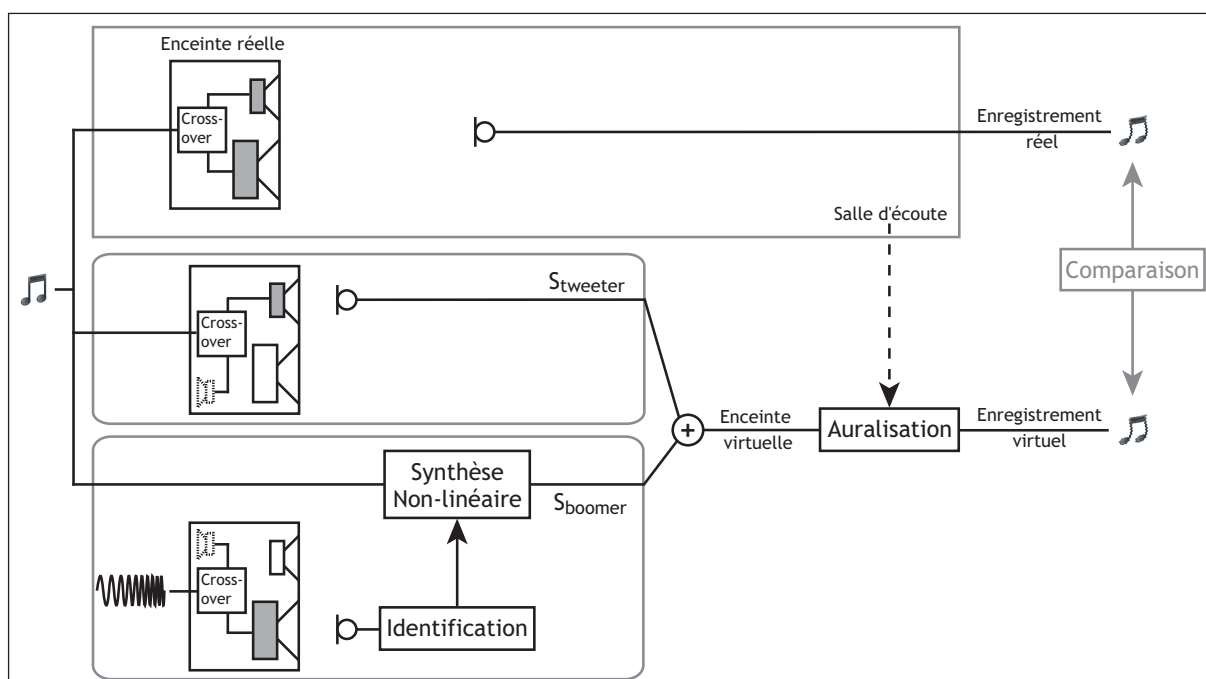 Enceinte réelle
Cross-
over
Enregistrement
réel
Salle d'écoute
Comparaison
Stweeter
Cross-
over
Enceinte
virtuelle
Auralisation
Enregistrement
virtuel
Synthèse
Non-linéaire
Sboomer
Cross-
over
Identification
+